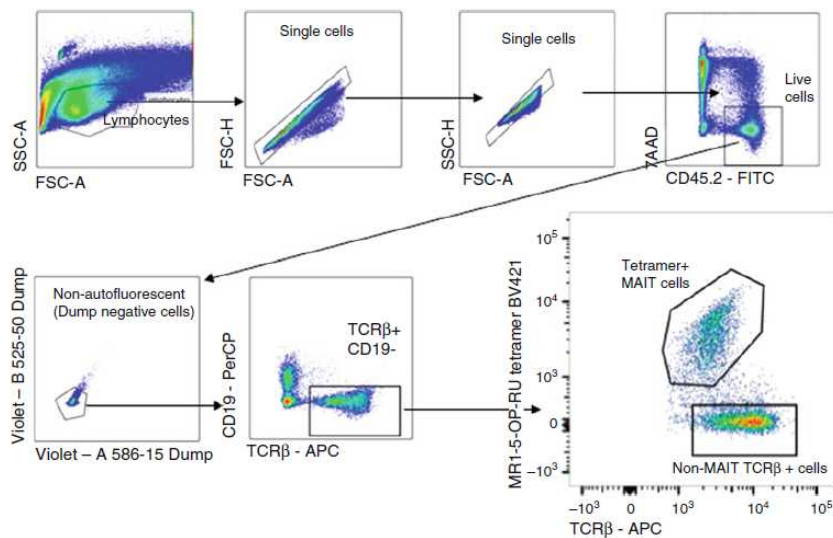 SSC-A
Lymphocytes
FSC-A
Single cells
FSC-H
FSC-A
Single cells
SSC-H
FSC-A
Live
cells
7AAD
CD45.2 - FITC
Non-autofluorescent
(Dump negative cells)
Violet – B 525-50 Dump
Violet – A 586-15 Dump
TCRβ+
CD19-
CD19 - PerCP
TCRβ - APC
MR1-5-OP-RU tetramer BV421
10⁵
10⁴
10³
0
–10³
Tetramer+
MAIT cells
Non-MAIT TCRβ + cells
–10³ 0 10³ 10⁴ 10⁵
TCRβ - APC